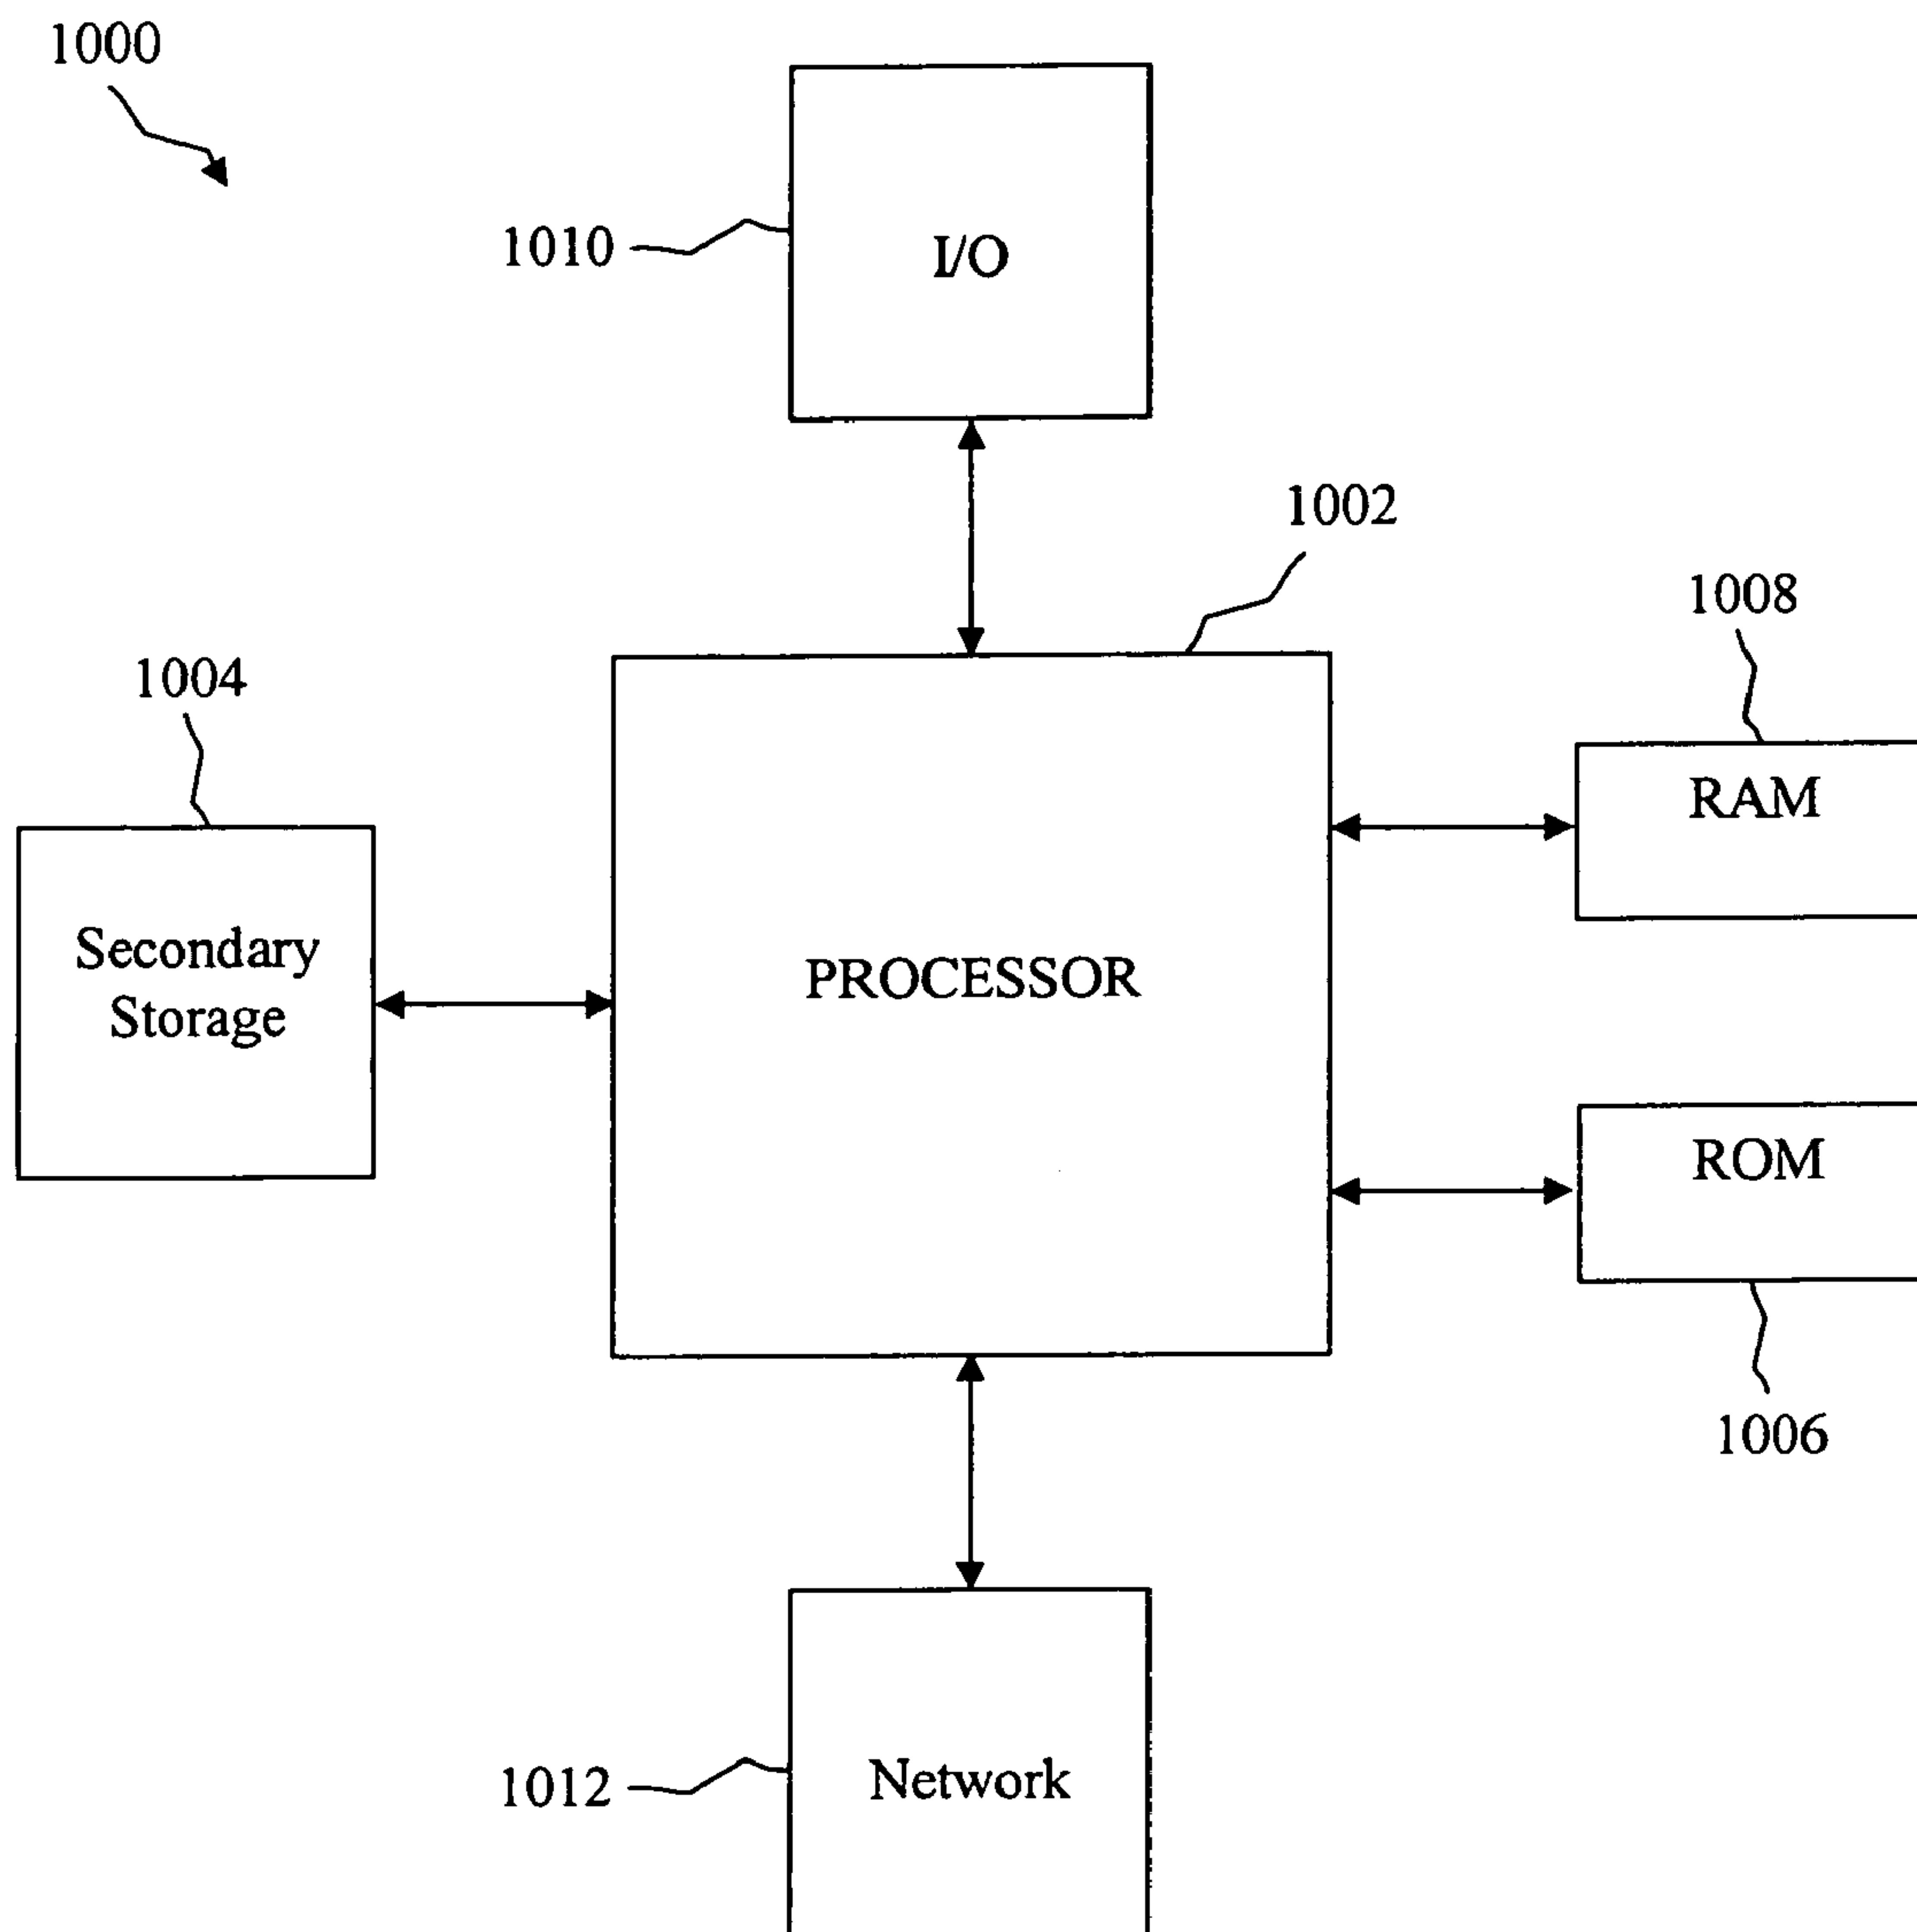 1000
1010
I/O
1002
1008
1004
RAM
Secondary
Storage
PROCESSOR
ROM
1006
1012
Network